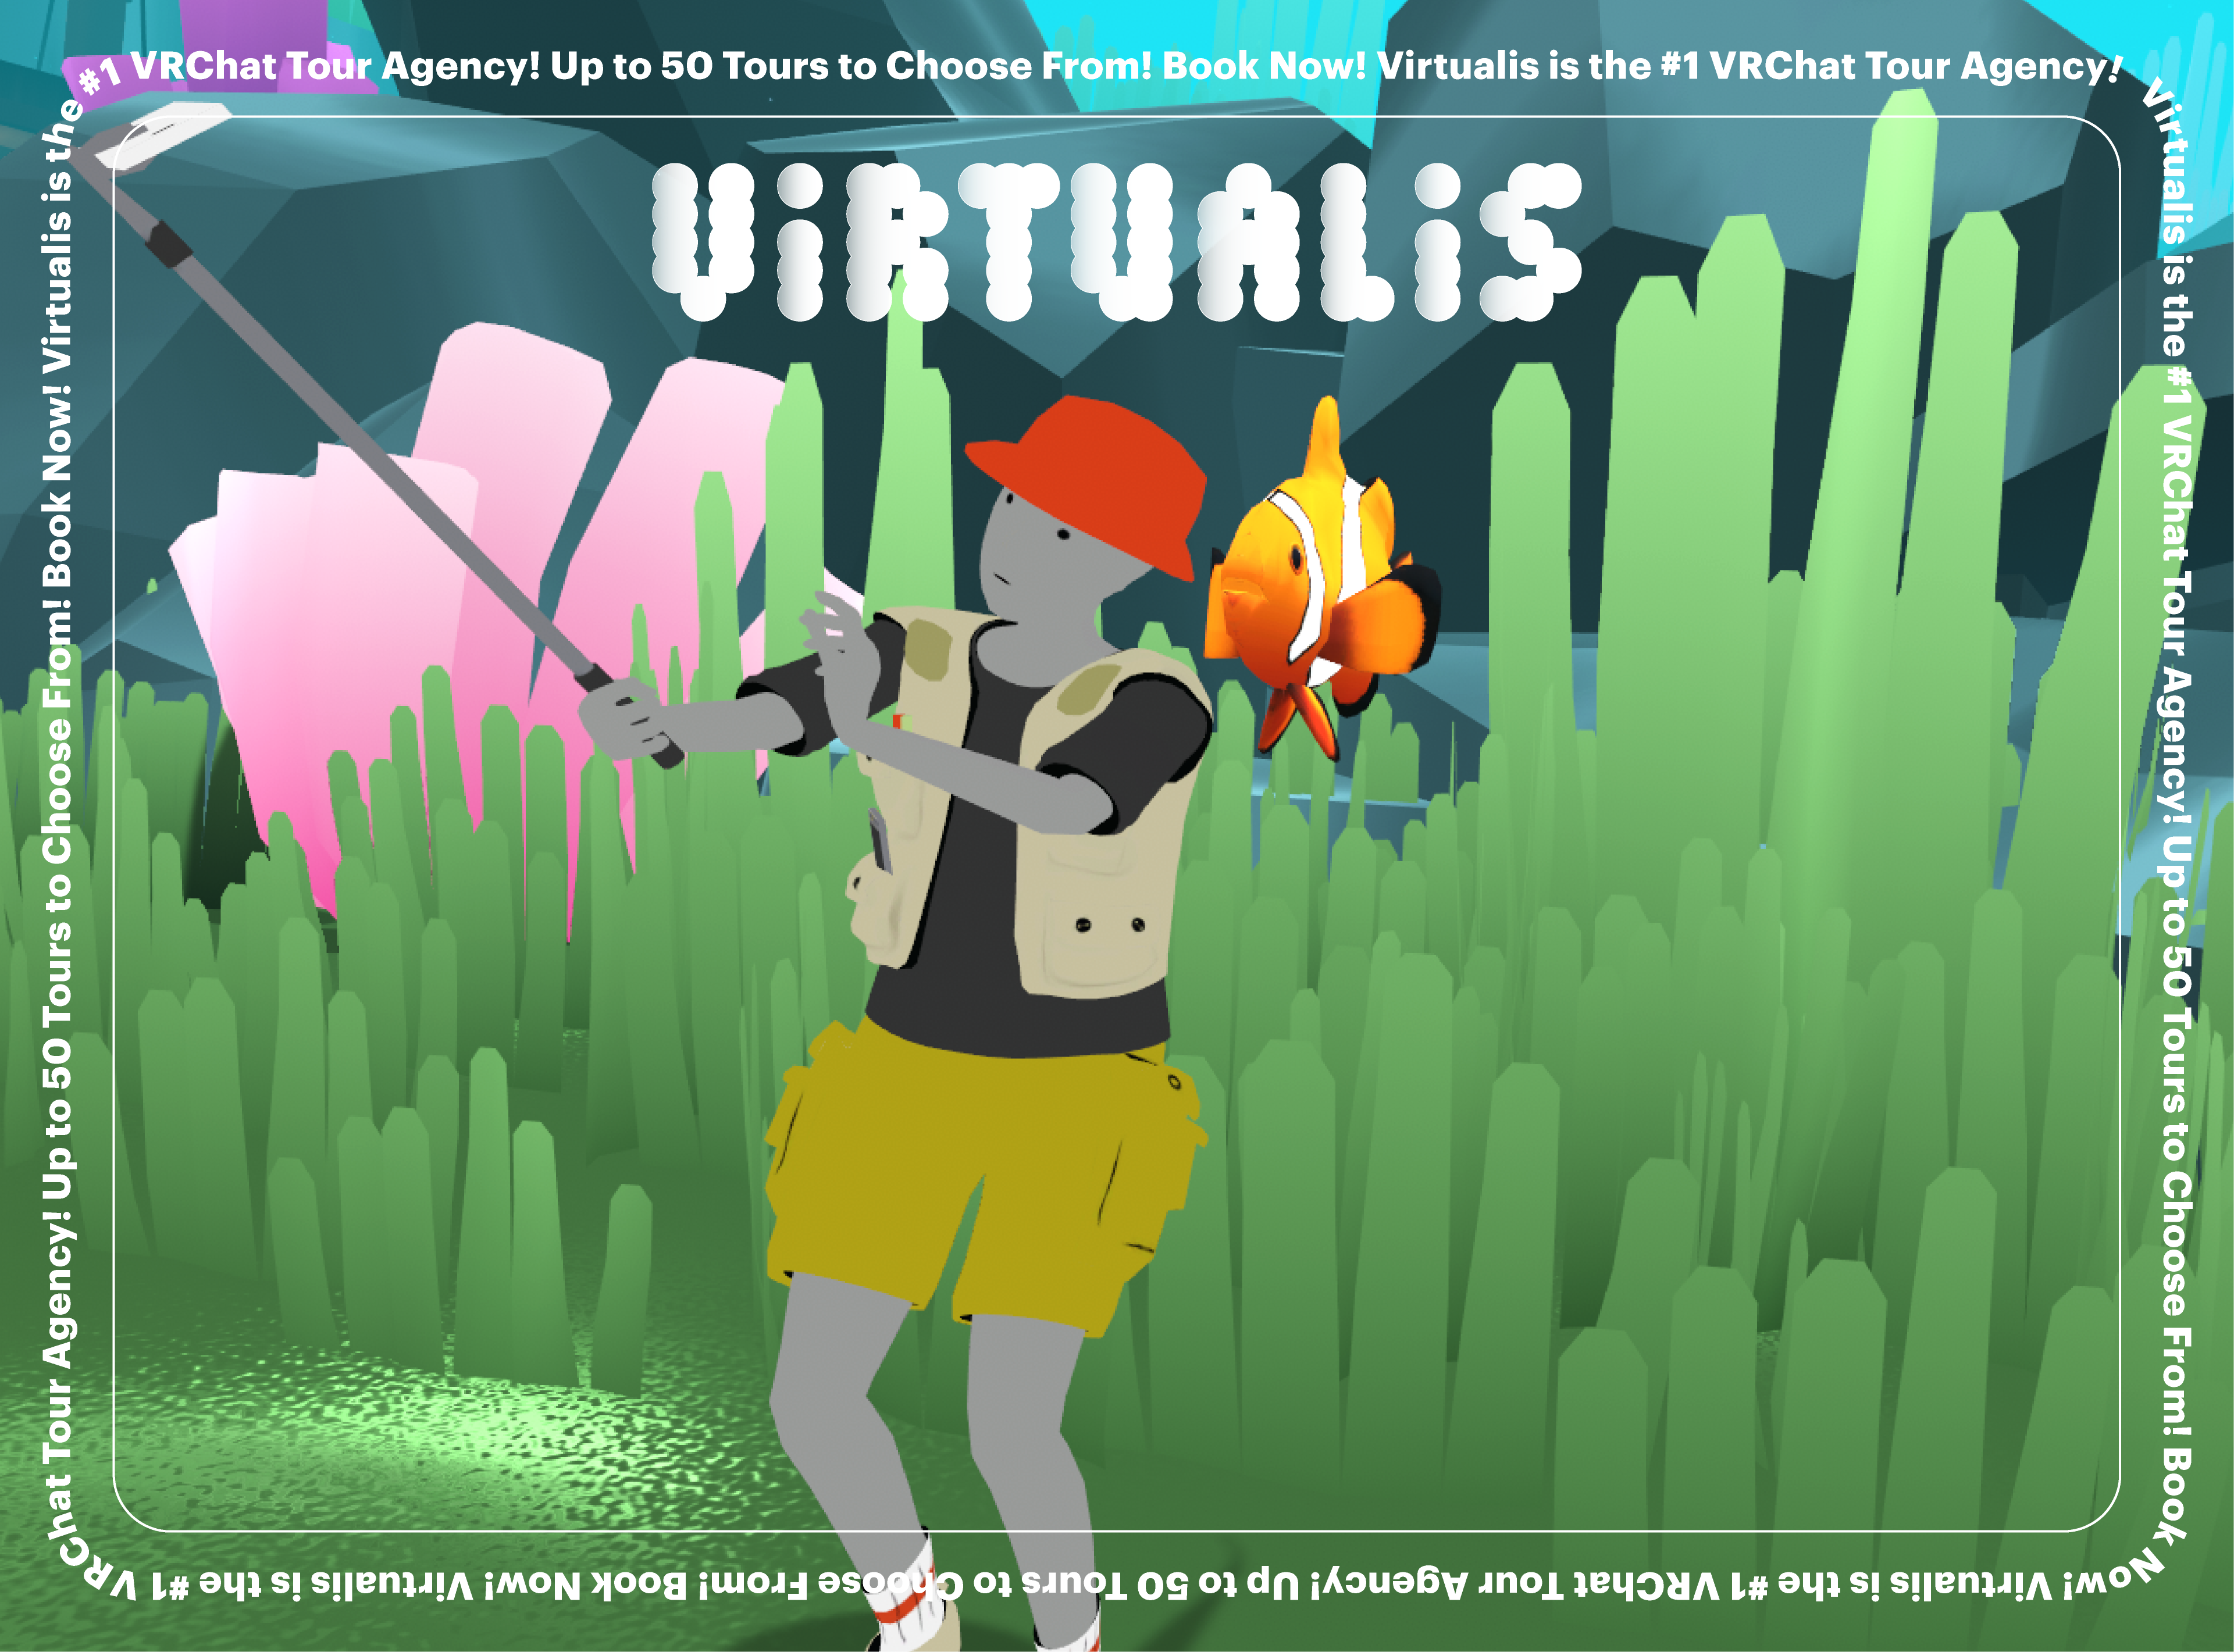 #1 VRChat Tour Agency! Up to 50 Tours to Choose From! Book Now! Virtualis is the #1 VRChat Tour Agency!
Virtualis is the #1 VRChat Tour Agency! Up to 50 Tours to Choose From! Book Now! Virtualis is the #1 VRChat Tour Agency! Up to 50 Tours to Choose From! Book Now! Virtualis is the #1 VRChat Tour Agency! Up to 50 Tours to Choose From! Book Now! Virtualis is the
ViRTUALiS